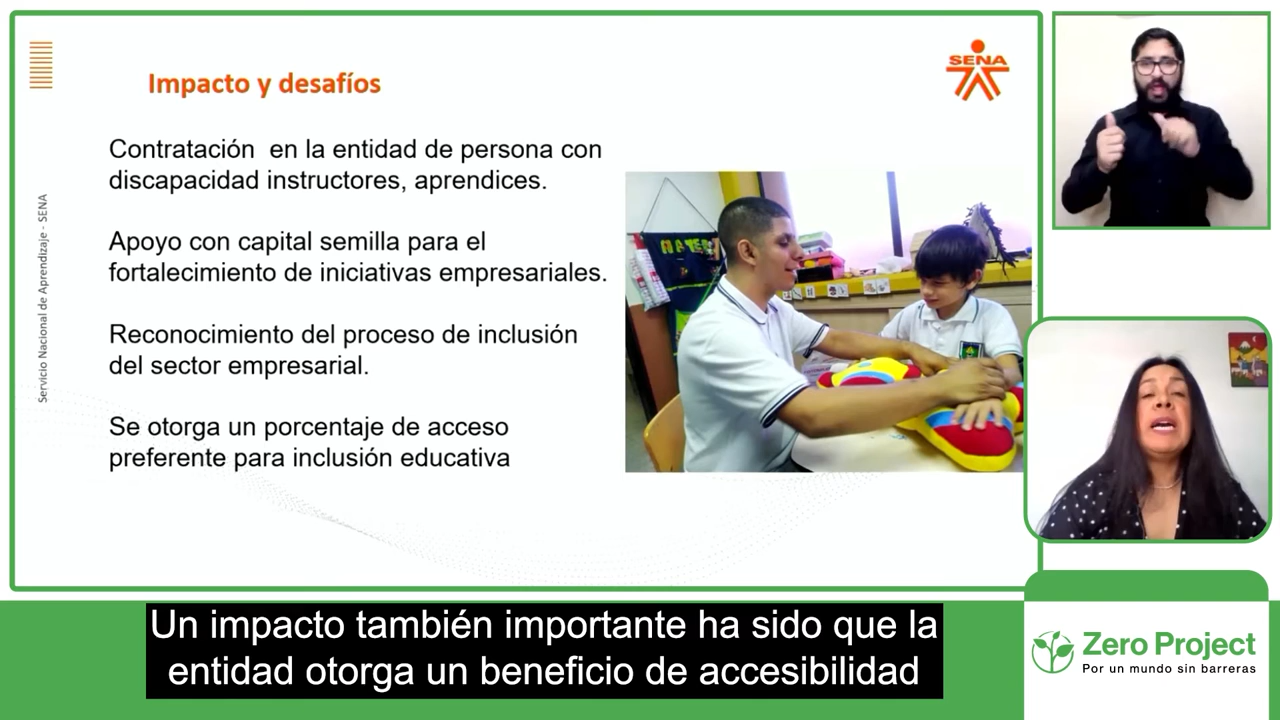 SENA
Impacto y desafíos
Contratación en la entidad de persona con
discapacidad instructores, aprendices.
Apoyo con capital semilla para el
fortalecimiento de iniciativas empresariales.
Reconocimiento del proceso de inclusión
del sector empresarial.
Se otorga un porcentaje de acceso
preferente para inclusión educativa
Servicio Nacional de Aprendizaje - SENA
Un impacto también importante ha sido que la
entidad otorga un beneficio de accesibilidad
Zero Project
Por un mundo sin barreras